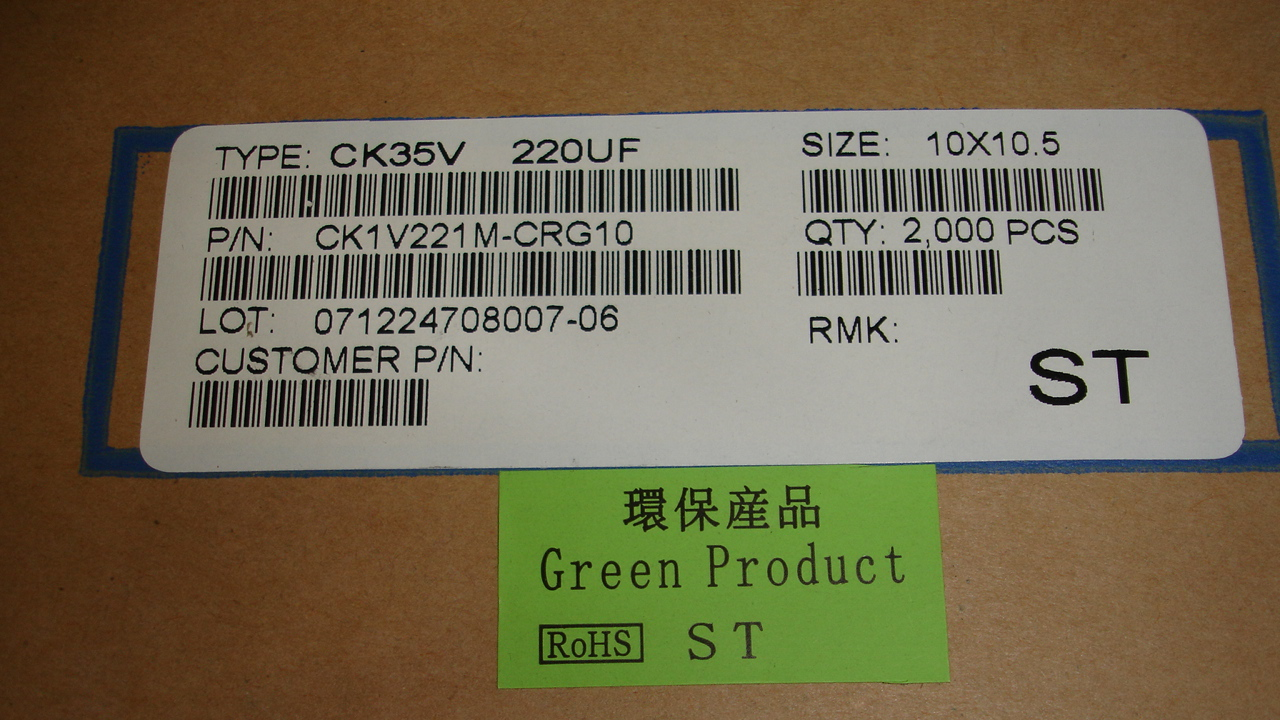 TYPE: CK35V 220UF
SIZE: 10X10.5
P/N: CK1V221M-CRG10
QTY: 2,000 PCS
LOT: 071224708007-06
RMK:
CUSTOMER P/N:
ST
環保産品
Green Product
RoHS ST